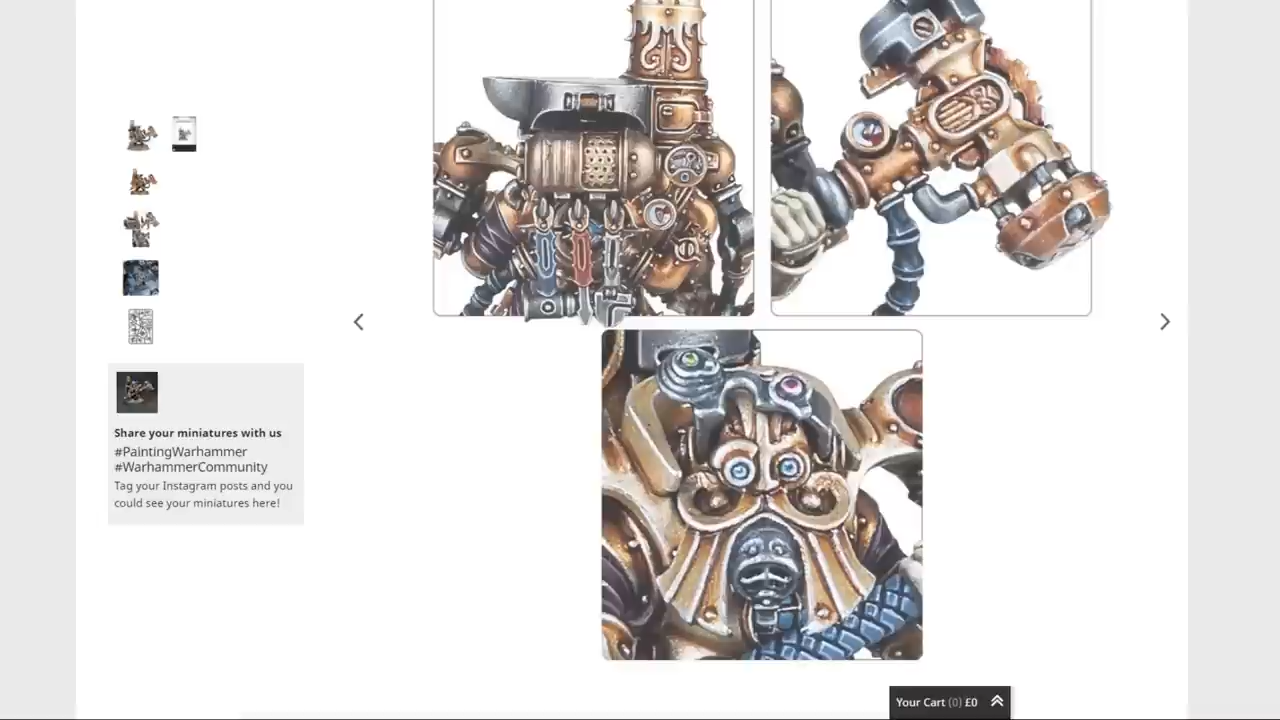 Share your miniatures with us
#PaintingWarhammer
#WarhammerCommunity
Tag your Instagram posts and you
could see your miniatures here!
Your Cart (0) £0